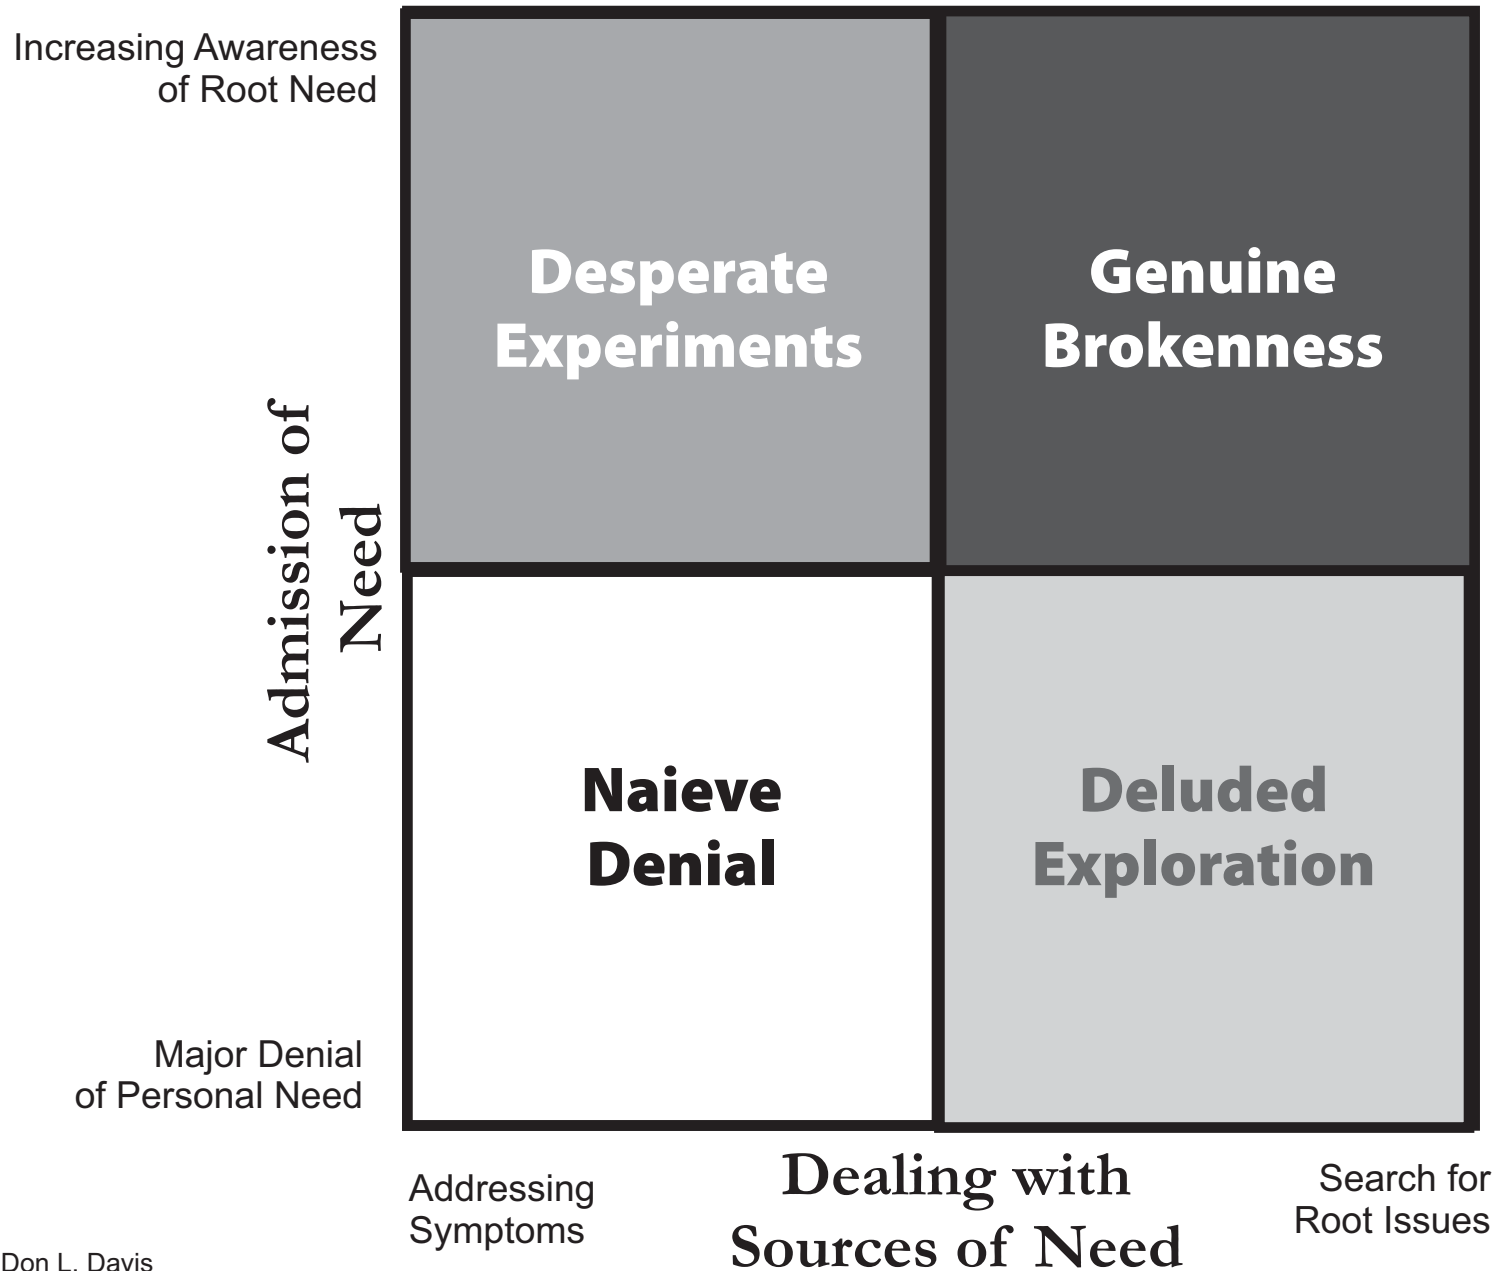 Increasing Awareness
of Root Need
Desperate
Experiments
Genuine
Brokenness
Admission of
Need
Naieve
Denial
Deluded
Exploration
Major Denial
of Personal Need
Addressing
Symptoms
Dealing with
Sources of Need
Search for
Root Issues
Don L. Davis